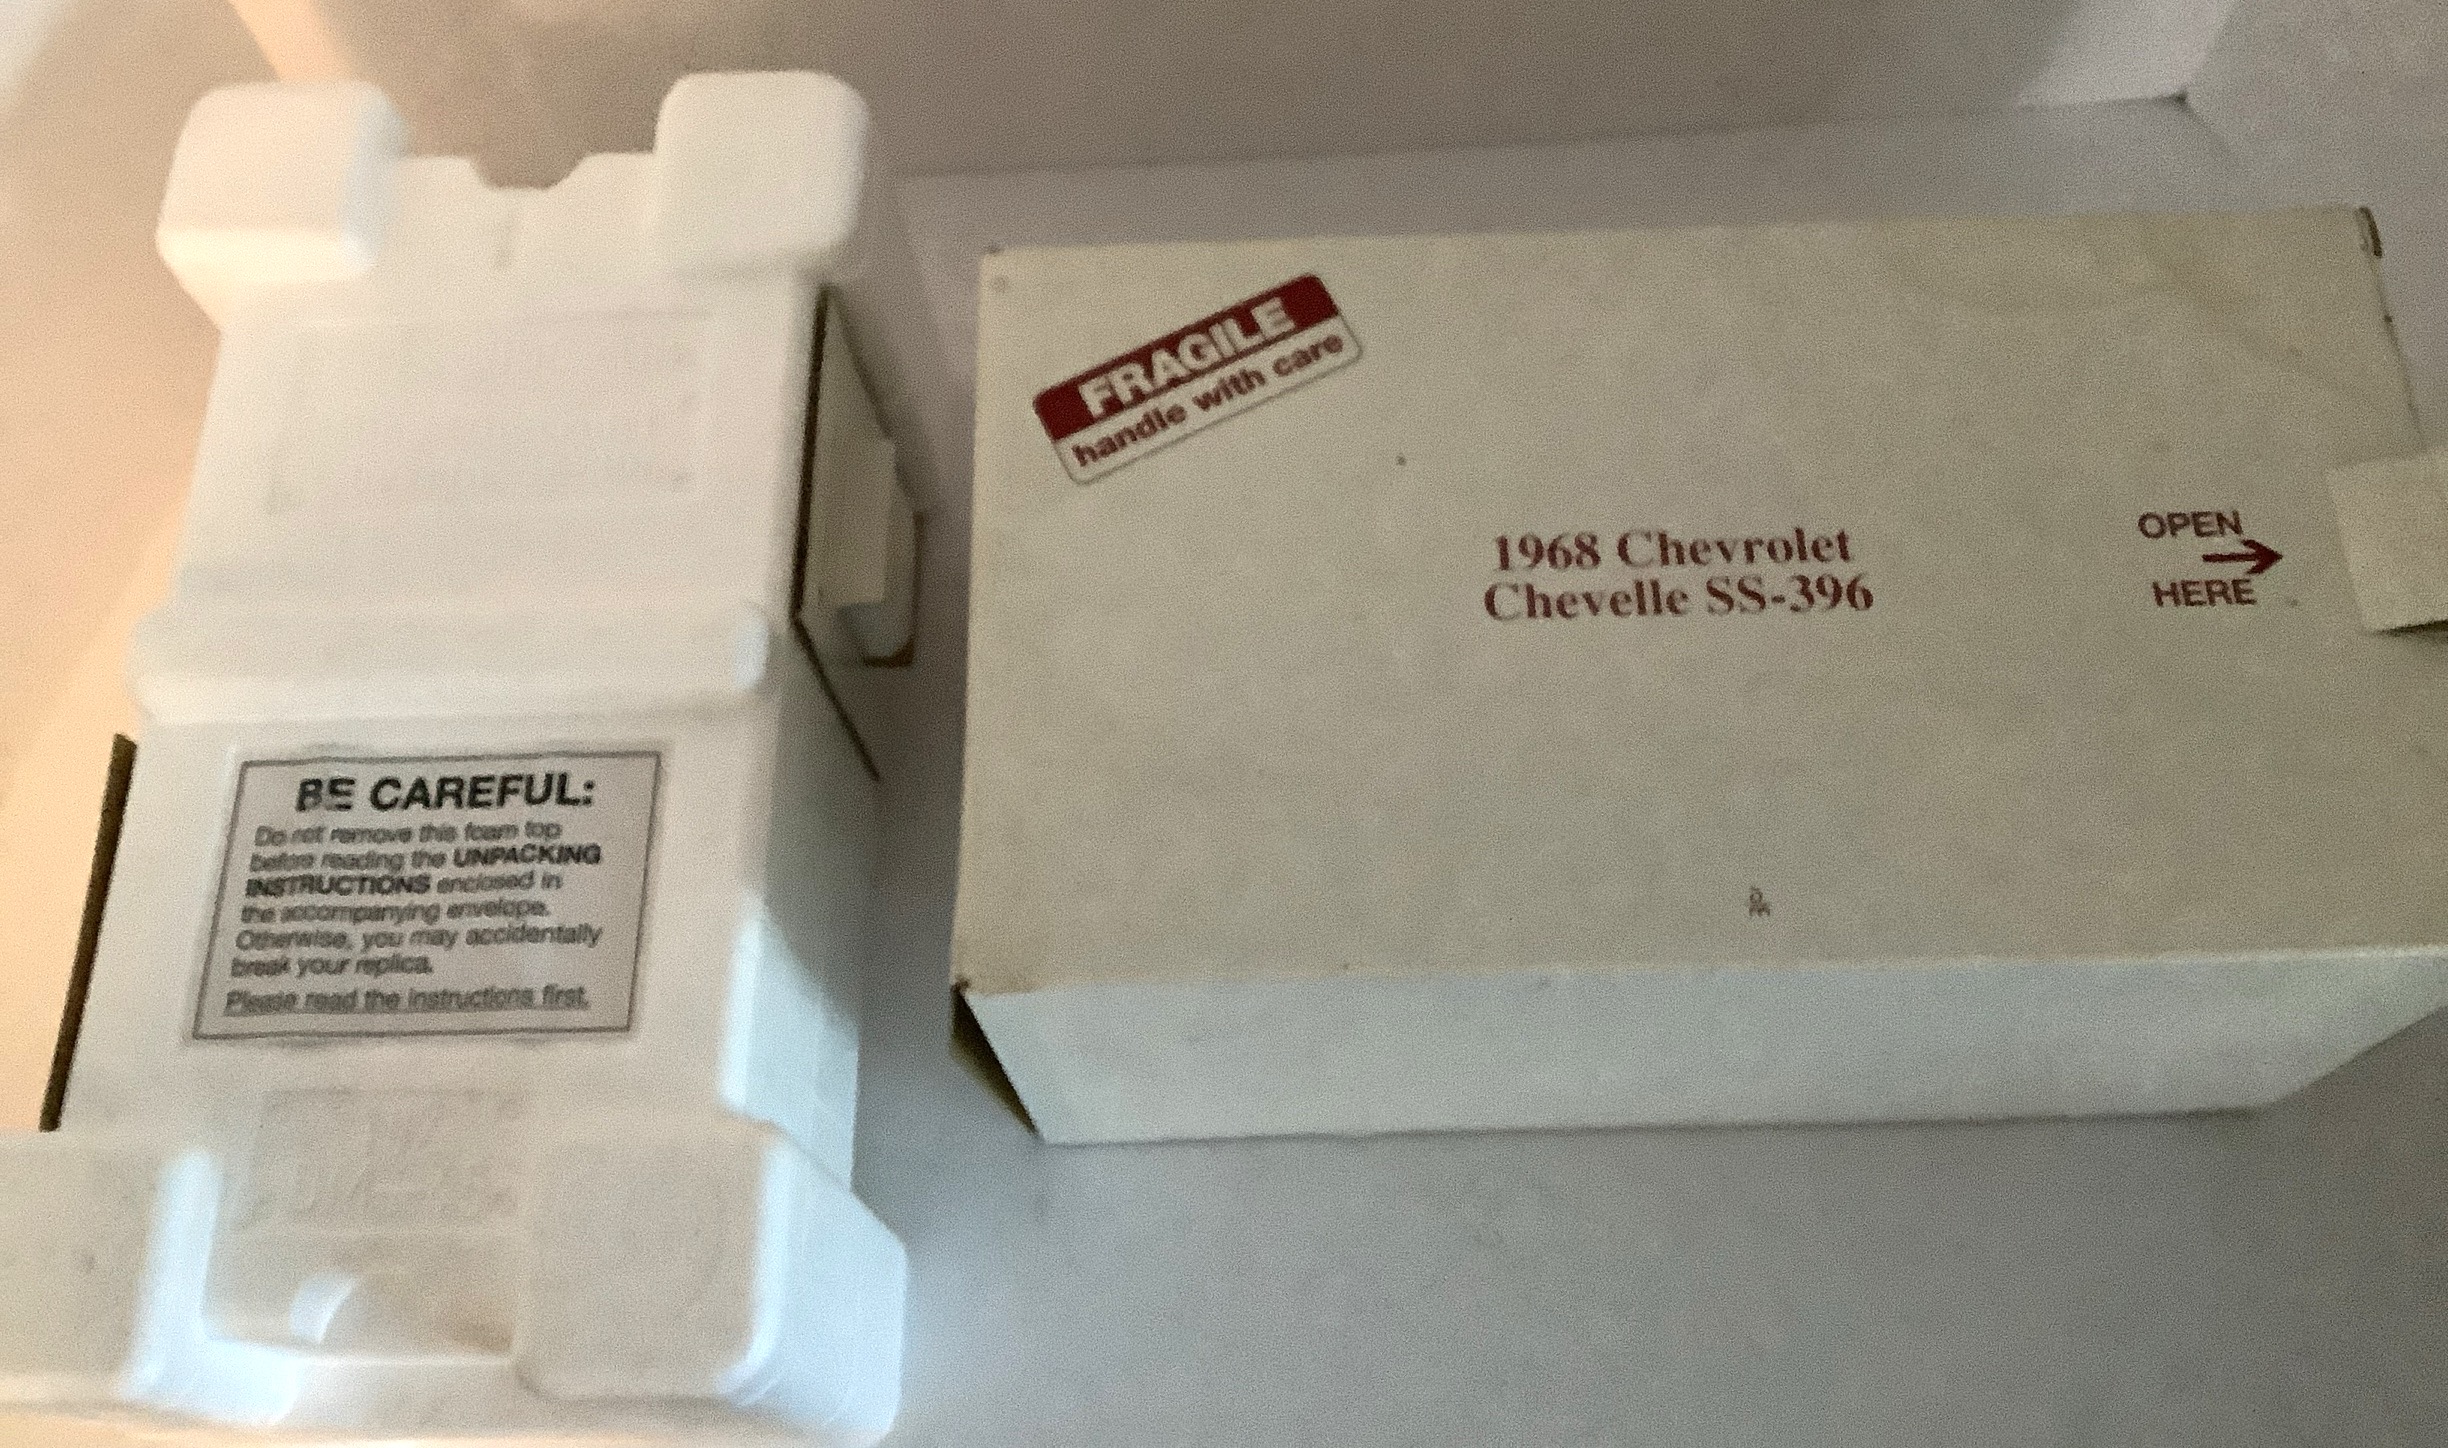 BE CAREFUL:
Do not remove this foam top
before reading the UNPACKING
INSTRUCTIONS enclosed in
the accompanying envelope.
Otherwise, you may accidentally
break your replica.
Please read the instructions first.
FRAGILE
handle with care
1968 Chevrolet
Chevelle SS-396
OPEN
HERE